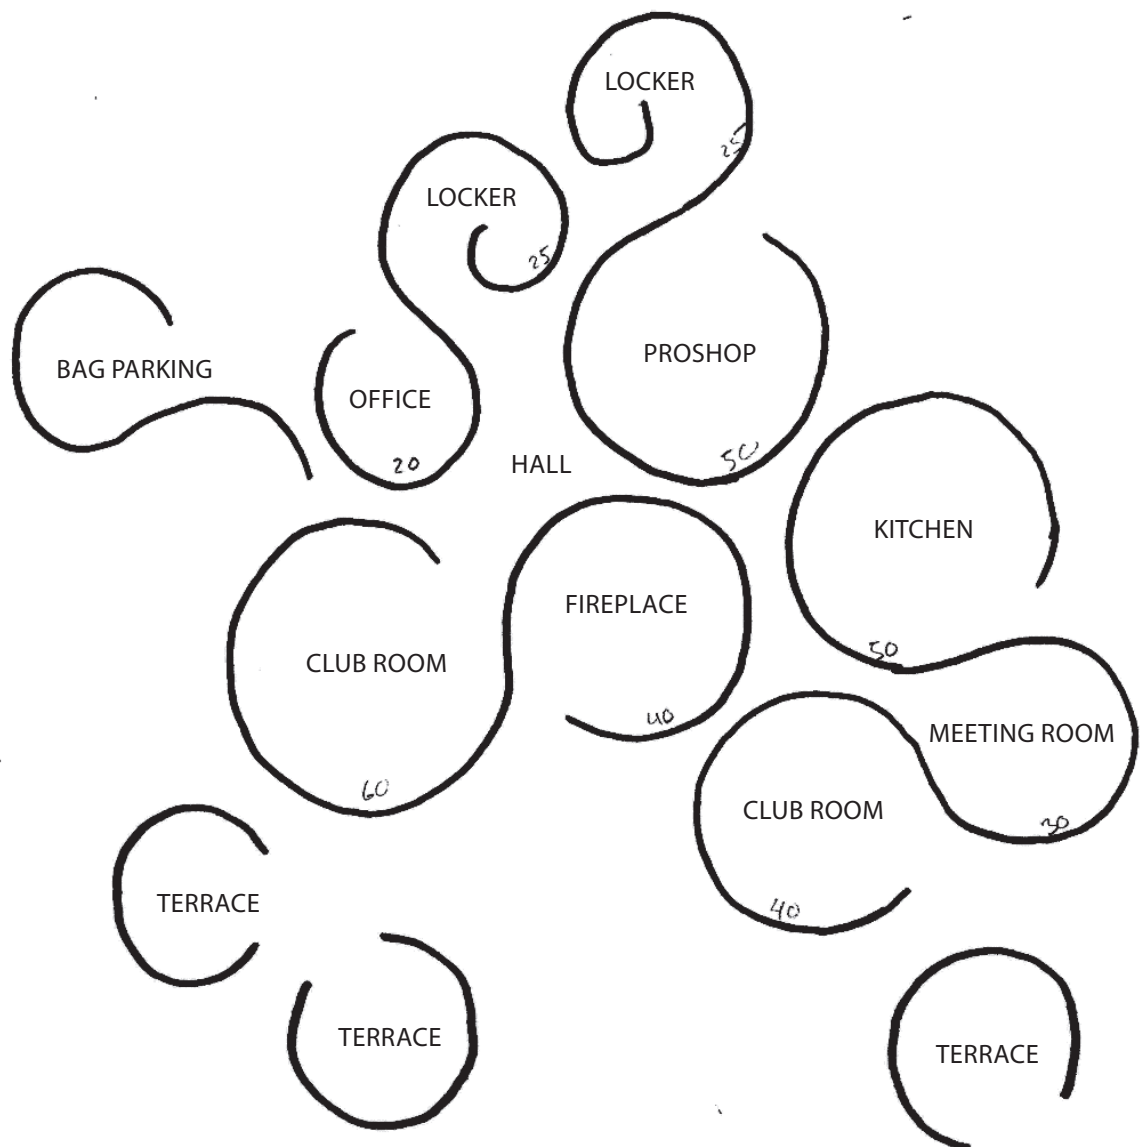 LOCKER
25
LOCKER
25
BAG PARKING
OFFICE
20
PROSHOP
50
HALL
KITCHEN
50
FIREPLACE
40
CLUB ROOM
60
MEETING ROOM
30
CLUB ROOM
40
TERRACE
TERRACE
TERRACE